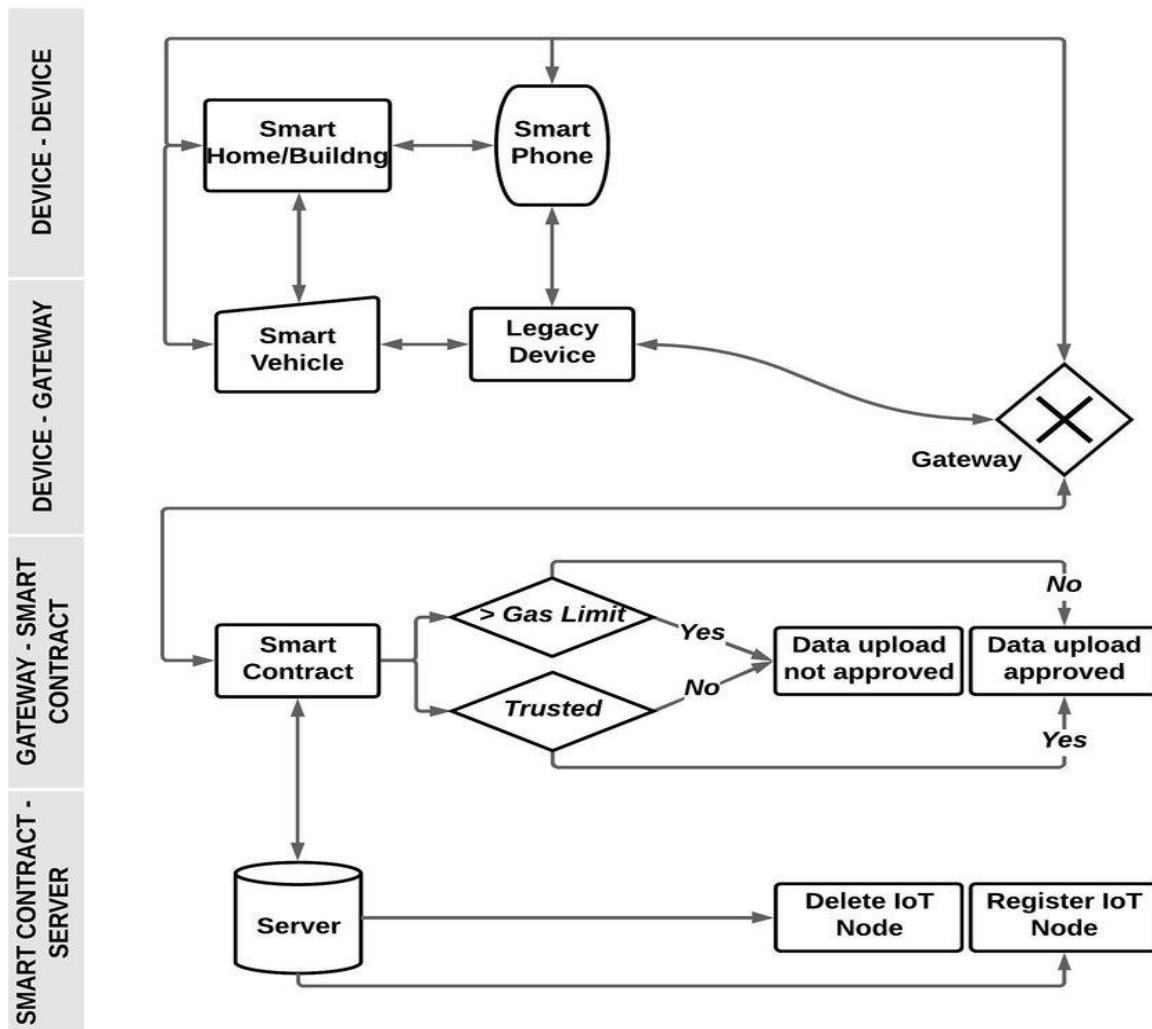 DEVICE - DEVICE
Smart
Home/Buildng
Smart
Phone
DEVICE - GATEWAY
Smart
Vehicle
Legacy
Device
Gateway
GATEWAY - SMART
CONTRACT
Smart
Contract
> Gas Limit
Trusted
Yes
No
Data upload
not approved
No
Data upload
approved
Yes
SMART CONTRACT -
SERVER
Server
Delete IoT
Node
Register IoT
Node